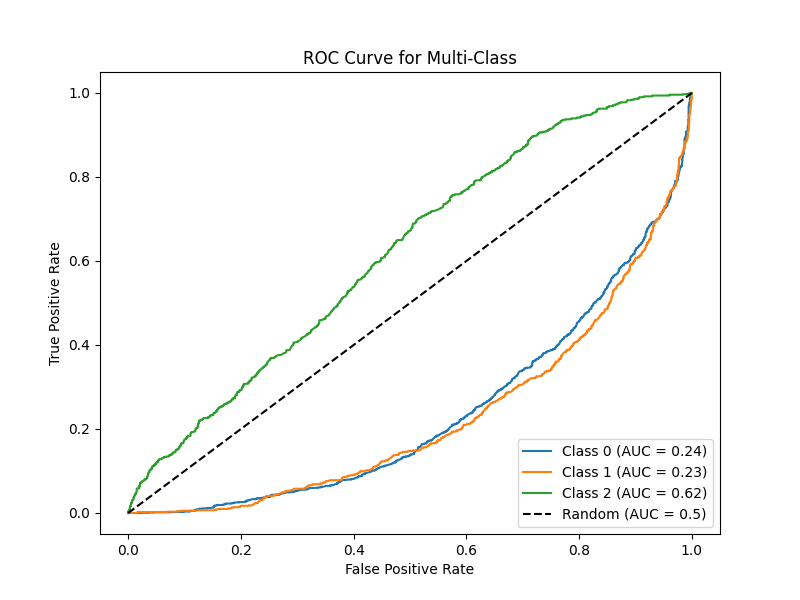 ROC Curve for Multi-Class
True Positive Rate
1.0
0.8
0.6
0.4
0.2
0.0
0.0 0.2 0.4 0.6 0.8 1.0
False Positive Rate
Class 0 (AUC = 0.24)
Class 1 (AUC = 0.23)
Class 2 (AUC = 0.62)
Random (AUC = 0.5)